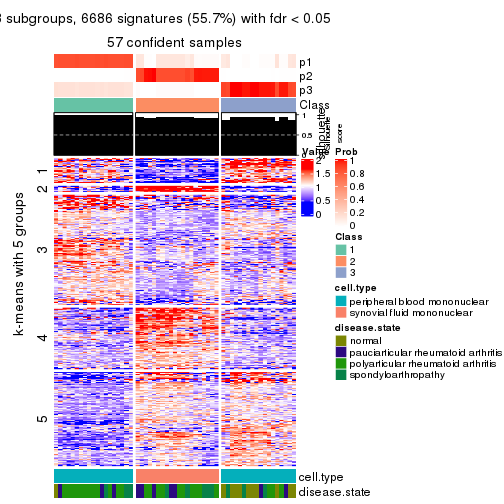 3 subgroups, 6686 signatures (55.7%) with fdr < 0.05
57 confident samples
p1
p2
p3
Class
1
0.5
0
silhouette
score
k-means with 5 groups
1
2
3
4
5
cell.type
disease.state
Value
2
1.5
1
0.5
0
Prob
1
0.8
0.6
0.4
0.2
0
Class
1
2
3
cell.type
peripheral blood mononuclear
synovial fluid mononuclear
disease.state
normal
pauciarticular rheumatoid arthritis
polyarticular rheumatoid arthritis
spondyloarthropathy